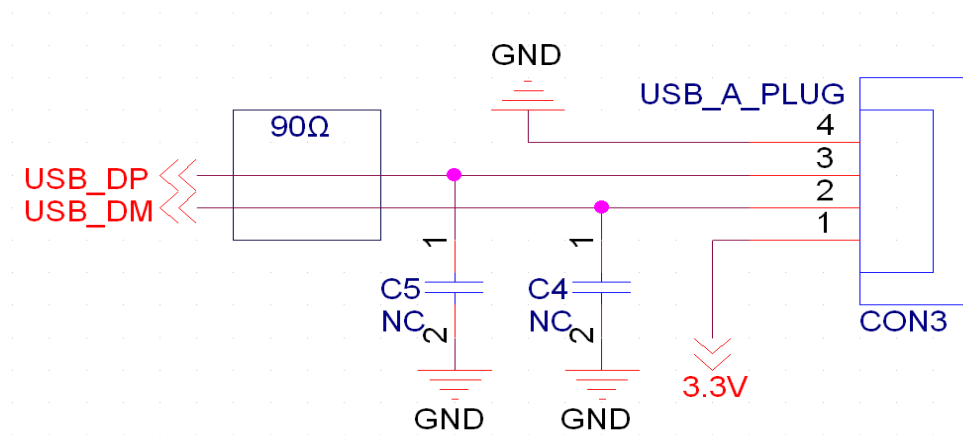 GND
USB_A_PLUG
90Ω
4
3
USB_DP
2
USB_DM
1
1
1
C5
C4
NC
NC
2
2
CON3
3.3V
GND
GND